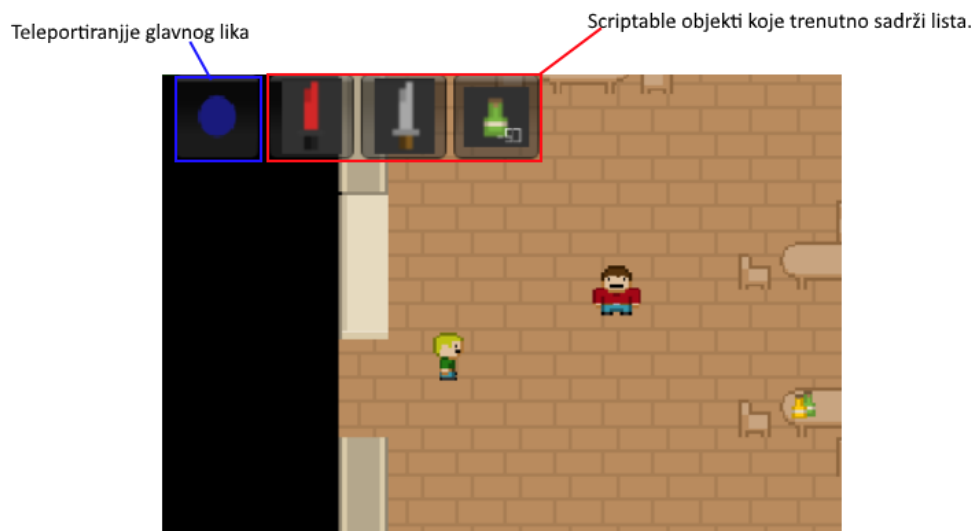 Teleportiranjje glavnog lika
Scriptable objekti koje trenutno sadrži lista.